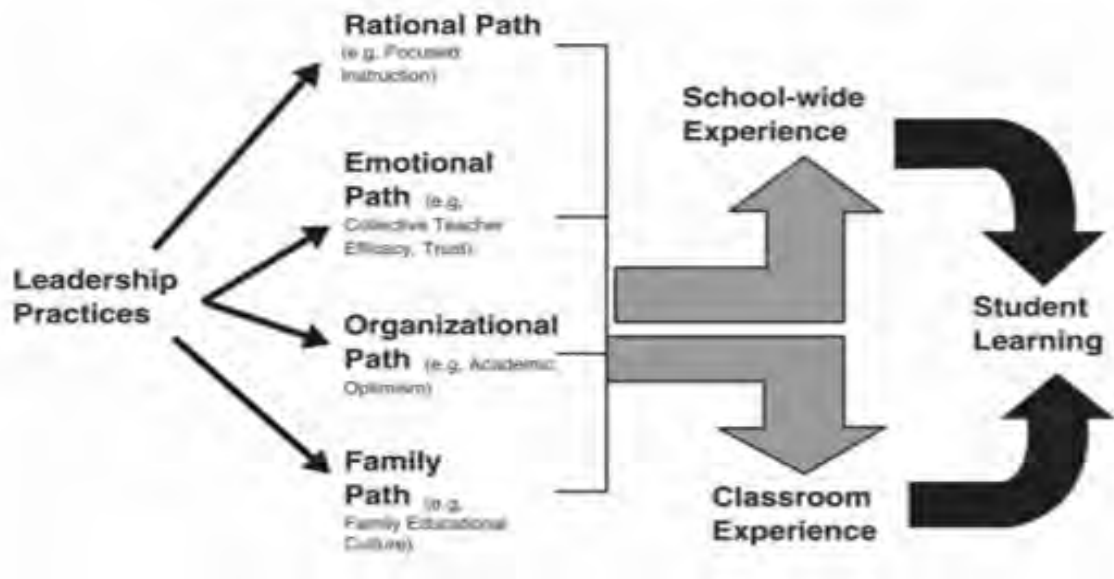 Rational Path
(e.g. Focused
Instruction)
Emotional
Path (e.g,
Collective Teacher
Efficacy, Trust)
Leadership
Practices
Organizational
Path (e.g, Academic
Optimism)
Family
Path (e.g,
Family Educational
Culture)
School-wide
Experience
Classroom
Experience
Student
Learning